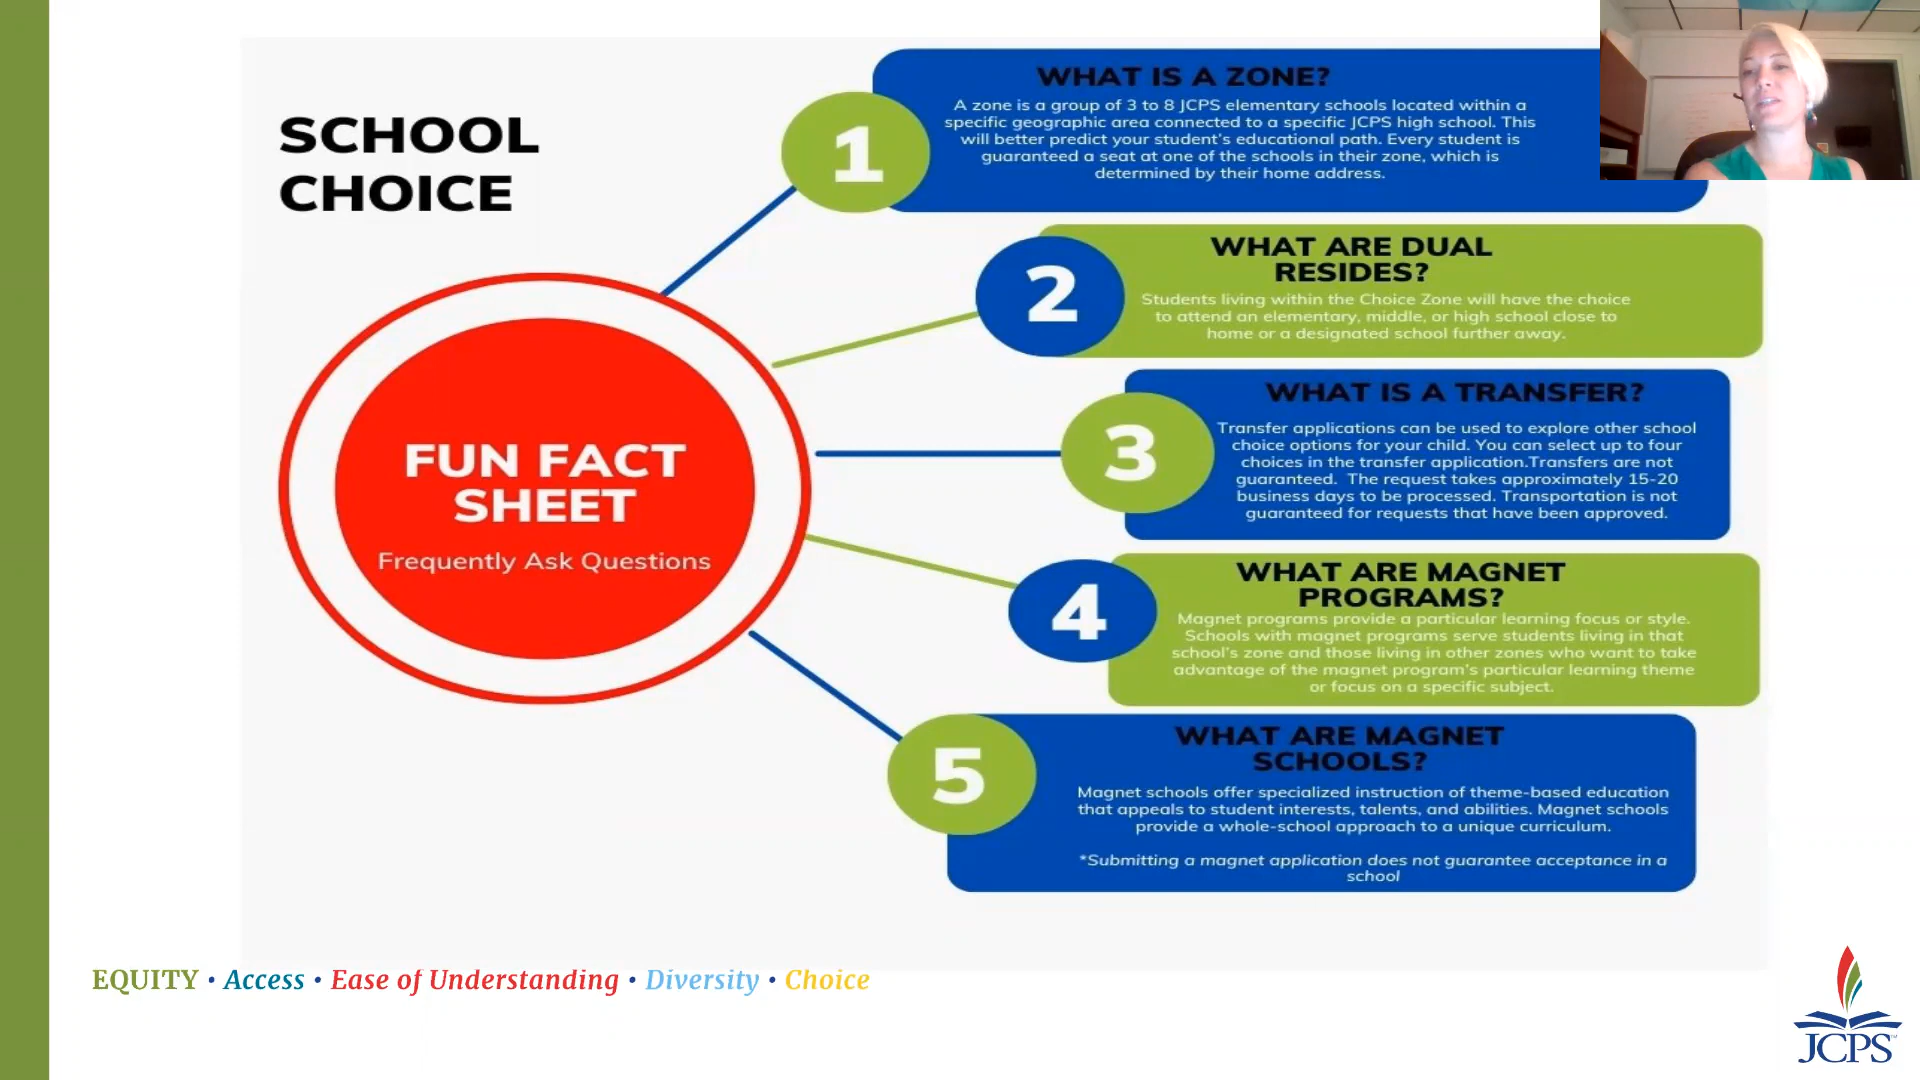 SCHOOL
CHOICE
FUN FACT
SHEET
Frequently Ask Questions
1
WHAT IS A ZONE?
A zone is a group of 3 to 8 JCPS elementary schools located within a
specific geographic area connected to a specific JCPS high school. This
will better predict your student's educational path. Every student is
guaranteed a seat at one of the schools in their zone, which is
determined by their home address.
2
WHAT ARE DUAL
RESIDES?
Students living within the Choice Zone will have the choice
to attend an elementary, middle, or high school close to
home or a designated school further away.
3
WHAT IS A TRANSFER?
Transfer applications can be used to explore other school
choice options for your child. You can select up to four
choices in the transfer application.Transfers are not
guaranteed. The request takes approximately 15-20
business days to be processed. Transportation is not
guaranteed for requests that have been approved.
4
WHAT ARE MAGNET
PROGRAMS?
Magnet programs provide a particular learning focus or style.
Schools with magnet programs serve students living in that
school's zone and those living in other zones who want to take
advantage of the magnet program's particular learning theme
or focus on a specific subject.
5
WHAT ARE MAGNET
SCHOOLS?
Magnet schools offer specialized instruction of theme-based education
that appeals to student interests, talents, and abilities. Magnet schools
provide a whole-school approach to a unique curriculum.
*Submitting a magnet application does not guarantee acceptance in a
school
EQUITY • Access • Ease of Understanding • Diversity • Choice
JCPS